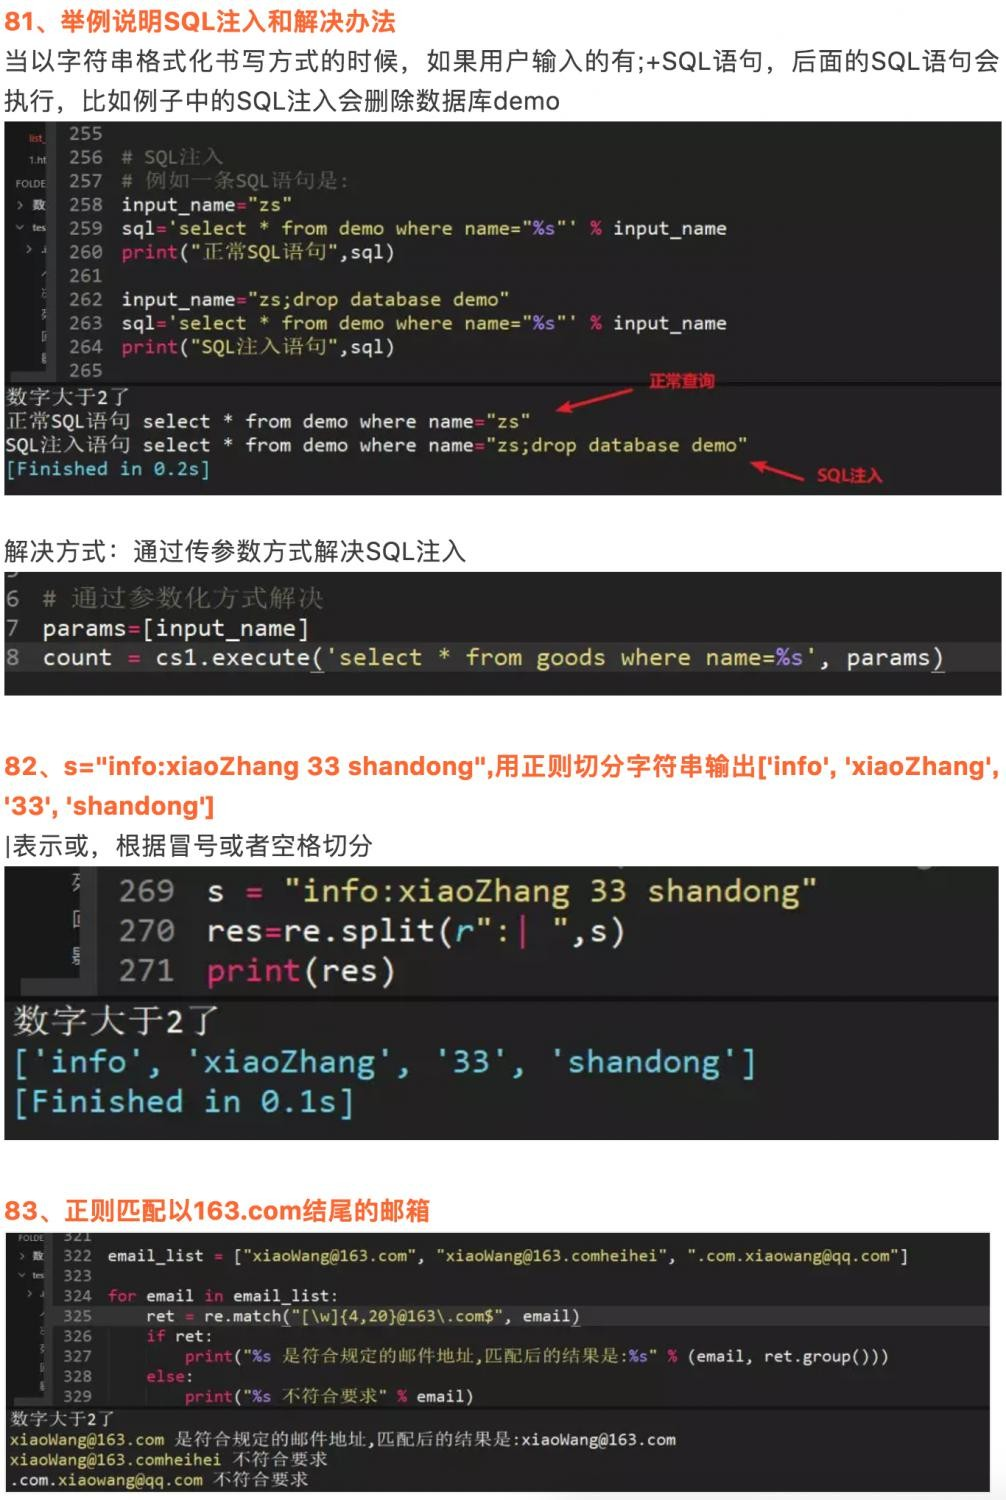 81、举例说明SQL注入和解决办法
当以字符串格式化书写方式的时候，如果用户输入的有;+SQL语句，后面的SQL语句会
执行，比如例子中的SQL注入会删除数据库demo
255
256 # SQL注入
257 # 例如一条SQL语句是:
258 input_name="zs"
259 sql='select * from demo where name="%s"' % input_name
260 print("正常SQL语句",sql)
261
262 input_name="zs;drop database demo"
263 sql='select * from demo where name="%s"' % input_name
264 print("SQL注入语句",sql)
265
list_
1.ht
FOLDE
数
tes
数字大于2了
正常查询
正常SQL语句 select * from demo where name="zs"
SQL注入语句 select * from demo where name="zs;drop database demo"
[Finished in 0.2s]
SQL注入
解决方式：通过传参数方式解决SQL注入
6 # 通过参数化方式解决
7 params=[input_name]
8 count = cs1.execute('select * from goods where name=%s', params)
82、s="info:xiaoZhang 33 shandong",用正则切分字符串输出['info', 'xiaoZhang',
'33', 'shandong']
|表示或，根据冒号或者空格切分
269 s = "info:xiaoZhang 33 shandong"
270 res=re.split(r":| ",s)
271 print(res)
数字大于2了
['info', 'xiaoZhang', '33', 'shandong']
[Finished in 0.1s]
83、正则匹配以163.com结尾的邮箱
FOLDE
数
tes
321
322 email_list = ["xiaoWang@163.com", "xiaoWang@163.comheihei", ".com.xiaowang@qq.com"]
323
324 for email in email_list:
325 ret = re.match("[\w]{4,20}@163\.com$", email)
326 if ret:
327 print("%s 是符合规定的邮件地址,匹配后的结果是:%s" % (email, ret.group()))
328 else:
329 print("%s 不符合要求" % email)
数字大于2了
xiaoWang@163.com 是符合规定的邮件地址,匹配后的结果是:xiaoWang@163.com
xiaoWang@163.comheihei 不符合要求
.com.xiaowang@qq.com 不符合要求